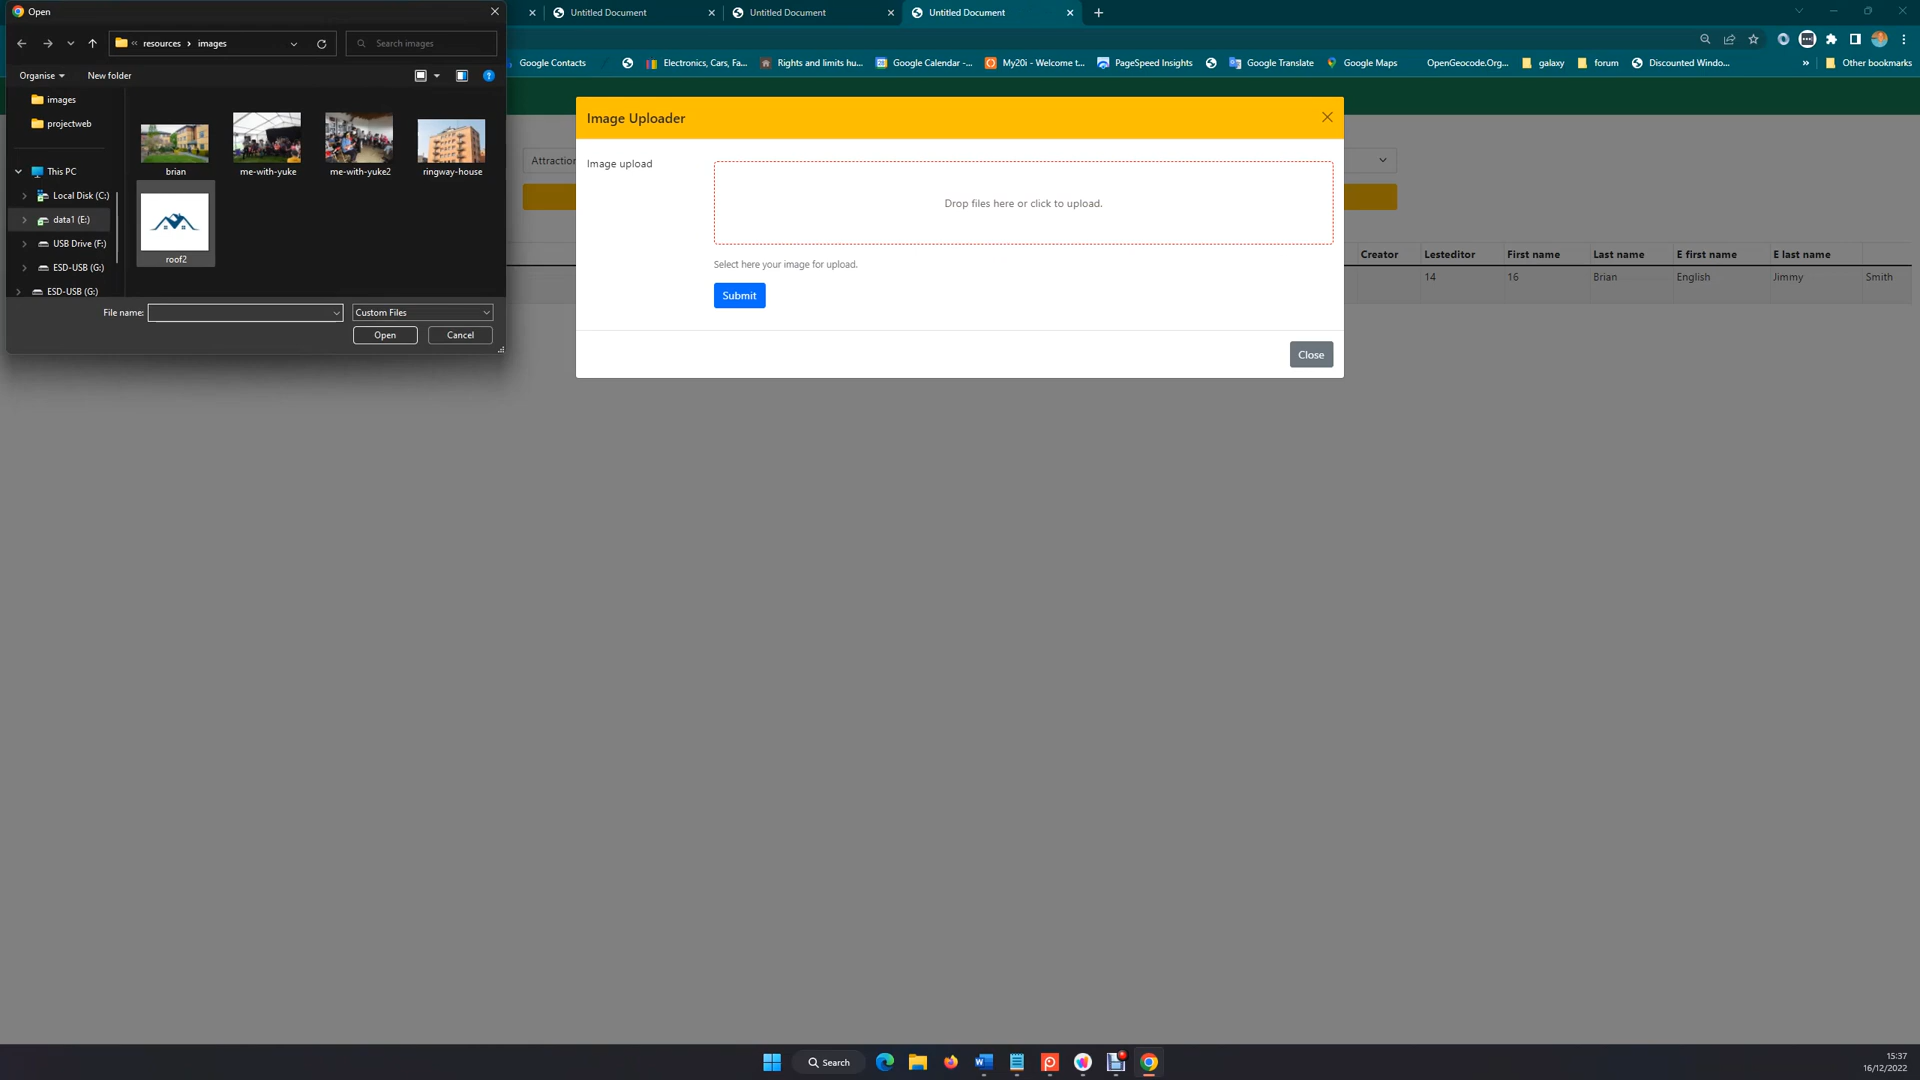 Open
Untitled Document
Untitled Document
Untitled Document
resources › images
Search images
Organise
New folder
Google Contacts
Electronics, Cars, Fa...
Rights and limits hu...
Google Calendar -...
My20i - Welcome t...
PageSpeed Insights
Google Translate
Google Maps
OpenGeocode.Org...
galaxy
forum
Discounted Windo...
»
Other bookmarks
images
projectweb
This PC
Local Disk (C:)
data1 (E:)
USB Drive (F:)
ESD-USB (G:)
ESD-USB (G:)
brian
me-with-yuke
me-with-yuke2
ringway-house
roof2
File name:
Custom Files
Open
Cancel
Image Uploader
Image upload
Attraction
Drop files here or click to upload.
Select here your image for upload.
Submit
Close
Creator
Lesteditor
First name
Last name
E first name
E last name
14
16
Brian
English
Jimmy
Smith
Search
15:37
16/12/2022